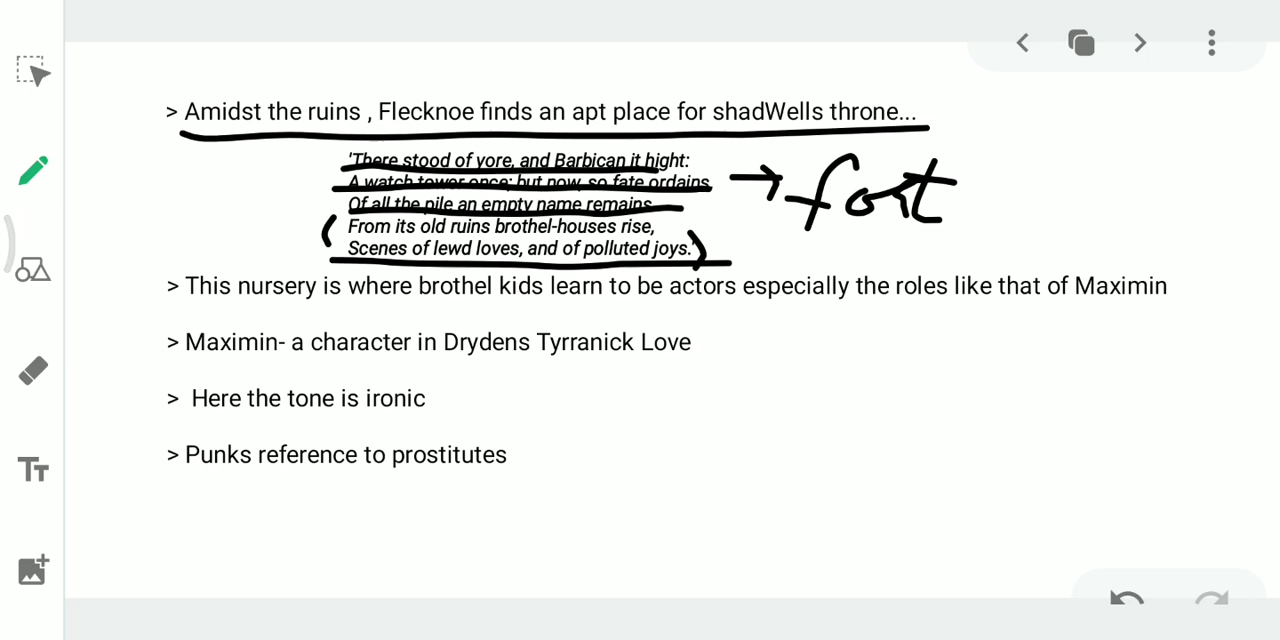 > Amidst the ruins , Flecknoe finds an apt place for shadWells throne...
'There stood of yore, and Barbican it hight:
A watch tower once; but now, so fate ordains,
Of all the pile an empty name remains.
From its old ruins brothel-houses rise,
Scenes of lewd loves, and of polluted joys.'
fort
> This nursery is where brothel kids learn to be actors especially the roles like that of Maximin
> Maximin- a character in Drydens Tyrranick Love
> Here the tone is ironic
> Punks reference to prostitutes
TT